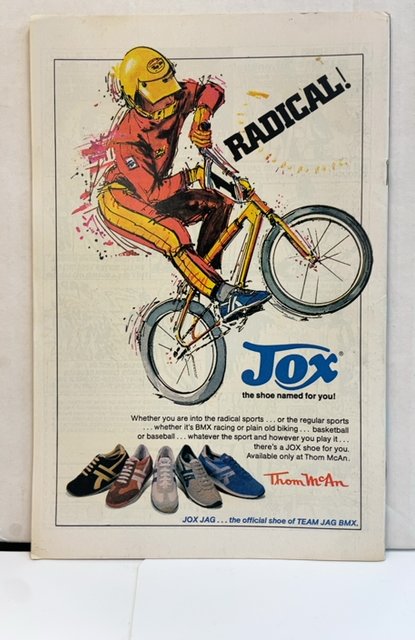 RADICAL!
Jox®
the shoe named for you!
Whether you are into the radical sports . . . or the regular sports
. . . whether it's BMX racing or plain old biking . . . basketball
or baseball . . . whatever the sport and however you play it . . .
there's a JOX shoe for you.
Available only at Thom McAn.
Thom McAn
JOX JAG . . . the official shoe of TEAM JAG BMX.